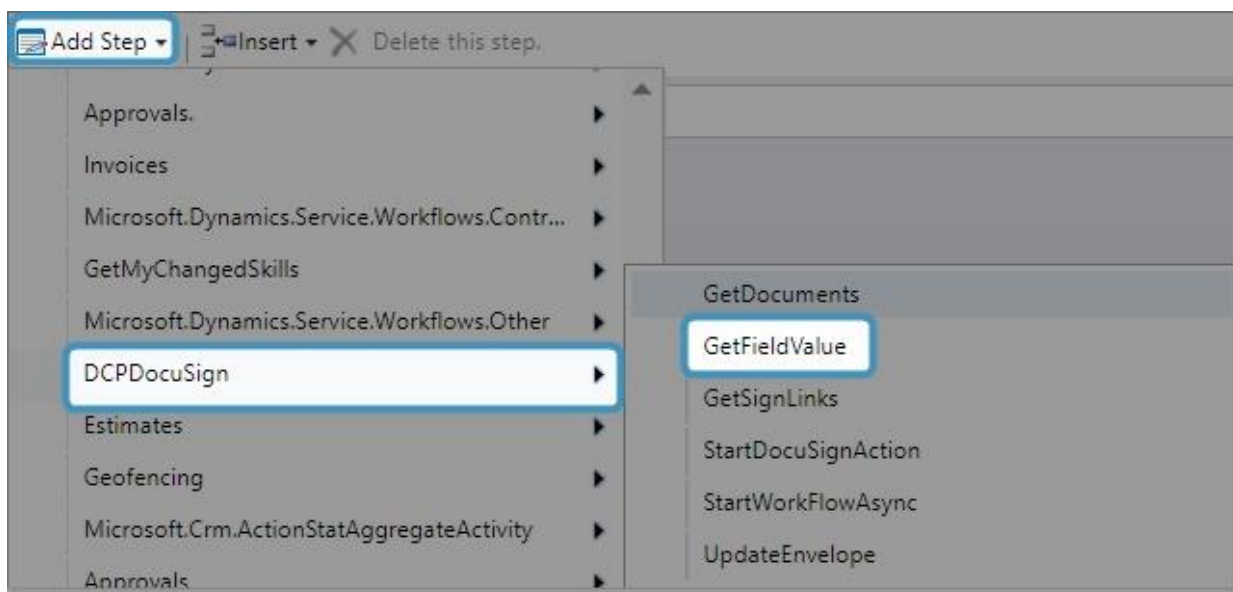 Add Step Insert Delete this step.
Approvals.
Invoices
Microsoft.Dynamics.Service.Workflows.Contr...
GetMyChangedSkills
Microsoft.Dynamics.Service.Workflows.Other
DCPDocuSign
Estimates
Geofencing
Microsoft.Crm.ActionStatAggregateActivity
Approvals
GetDocuments
GetFieldValue
GetSignLinks
StartDocuSignAction
StartWorkFlowAsync
UpdateEnvelope